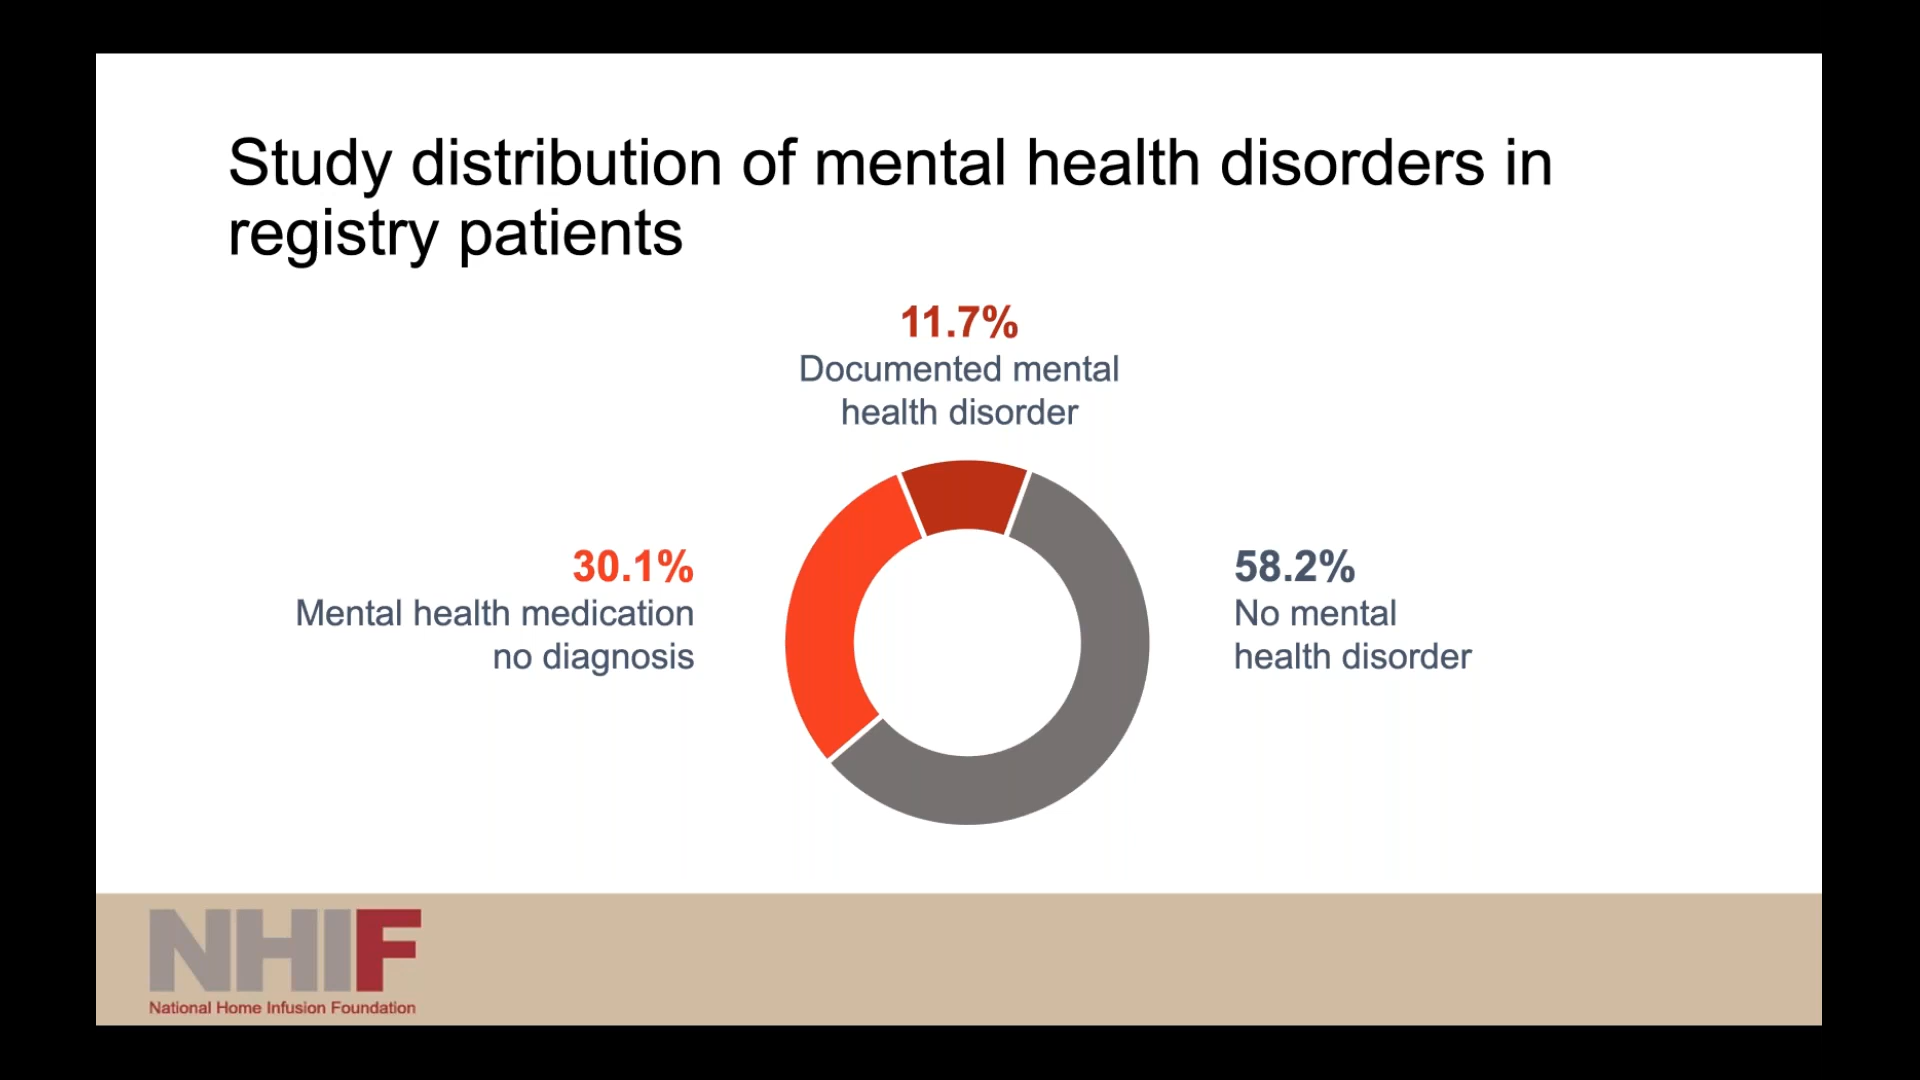 Study distribution of mental health disorders in
registry patients
11.7%
Documented mental
health disorder
30.1%
Mental health medication
no diagnosis
58.2%
No mental
health disorder
NHIF
National Home Infusion Foundation